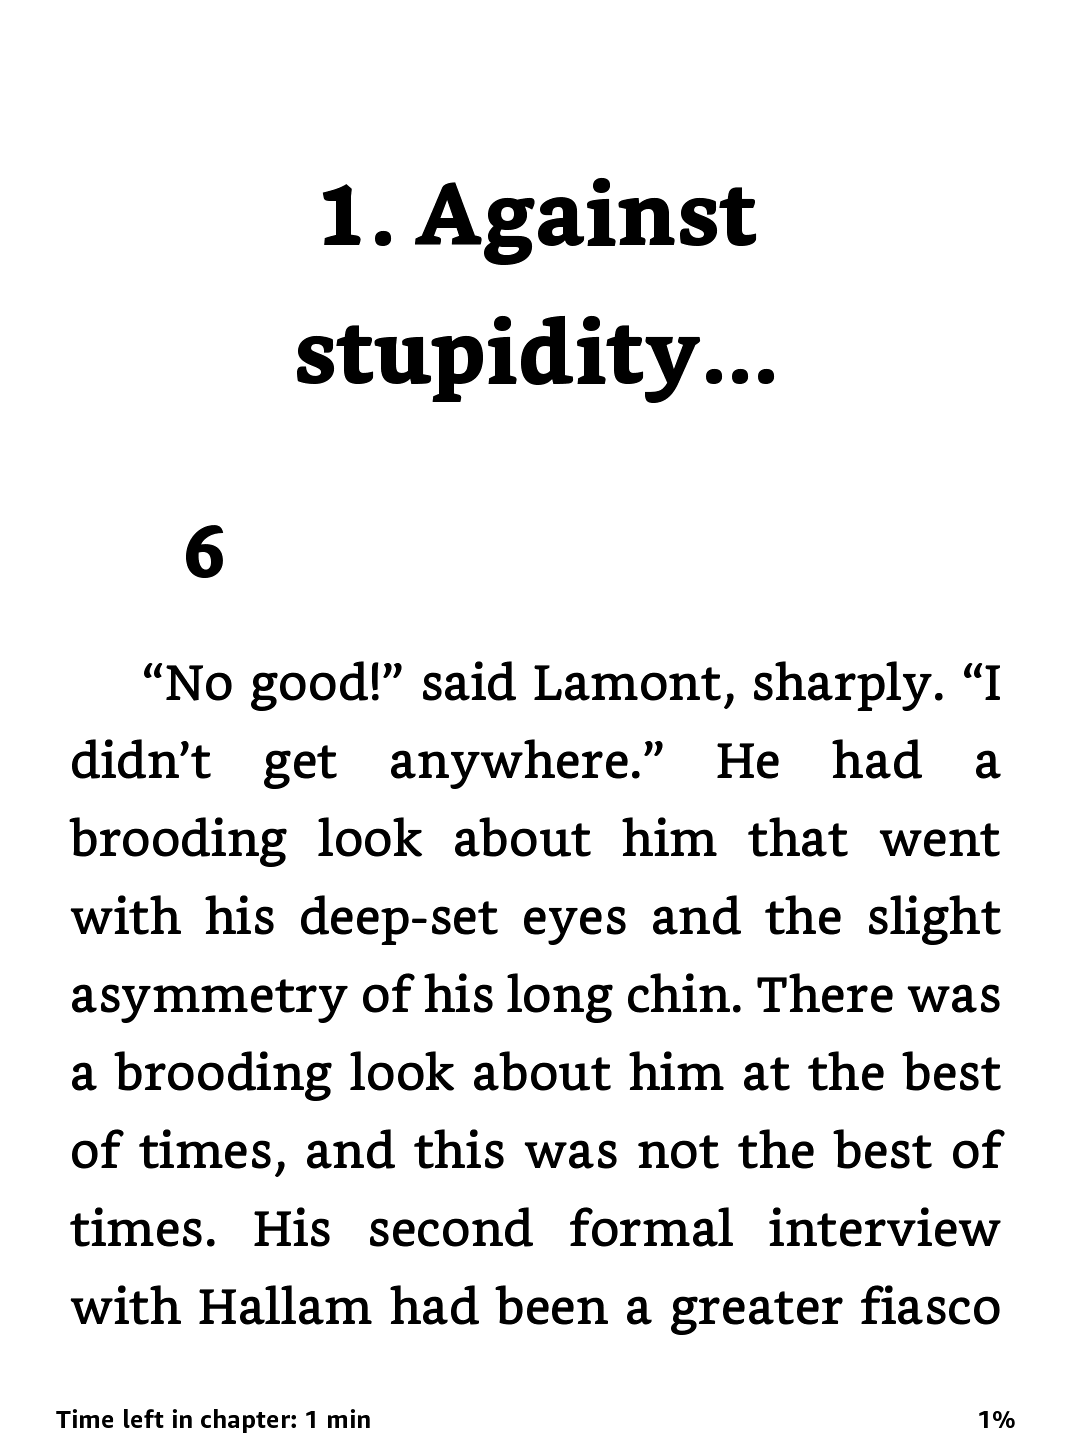 1. Against
stupidity...
6
“No good!” said Lamont, sharply. “I
didn’t get anywhere.” He had a
brooding look about him that went
with his deep-set eyes and the slight
asymmetry of his long chin. There was
a brooding look about him at the best
of times, and this was not the best of
times. His second formal interview
with Hallam had been a greater fiasco
Time left in chapter: 1 min
1%